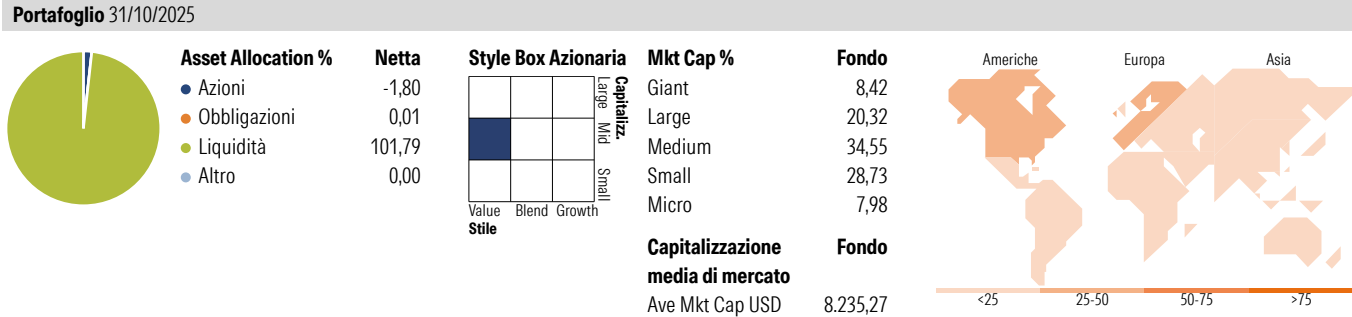 Portafoglio 31/10/2025
Asset Allocation % Netta
Azioni -1,80
Obbligazioni 0,01
Liquidità 101,79
Altro 0,00
Style Box Azionaria
Capitalizz.
Large Mid Small
Value Blend Growth
Stile
Mkt Cap % Fondo
Giant 8,42
Large 20,32
Medium 34,55
Small 28,73
Micro 7,98
Capitalizzazione Fondo
media di mercato
Ave Mkt Cap USD 8.235,27
Americhe Europa Asia
<25 25-50 50-75 >75